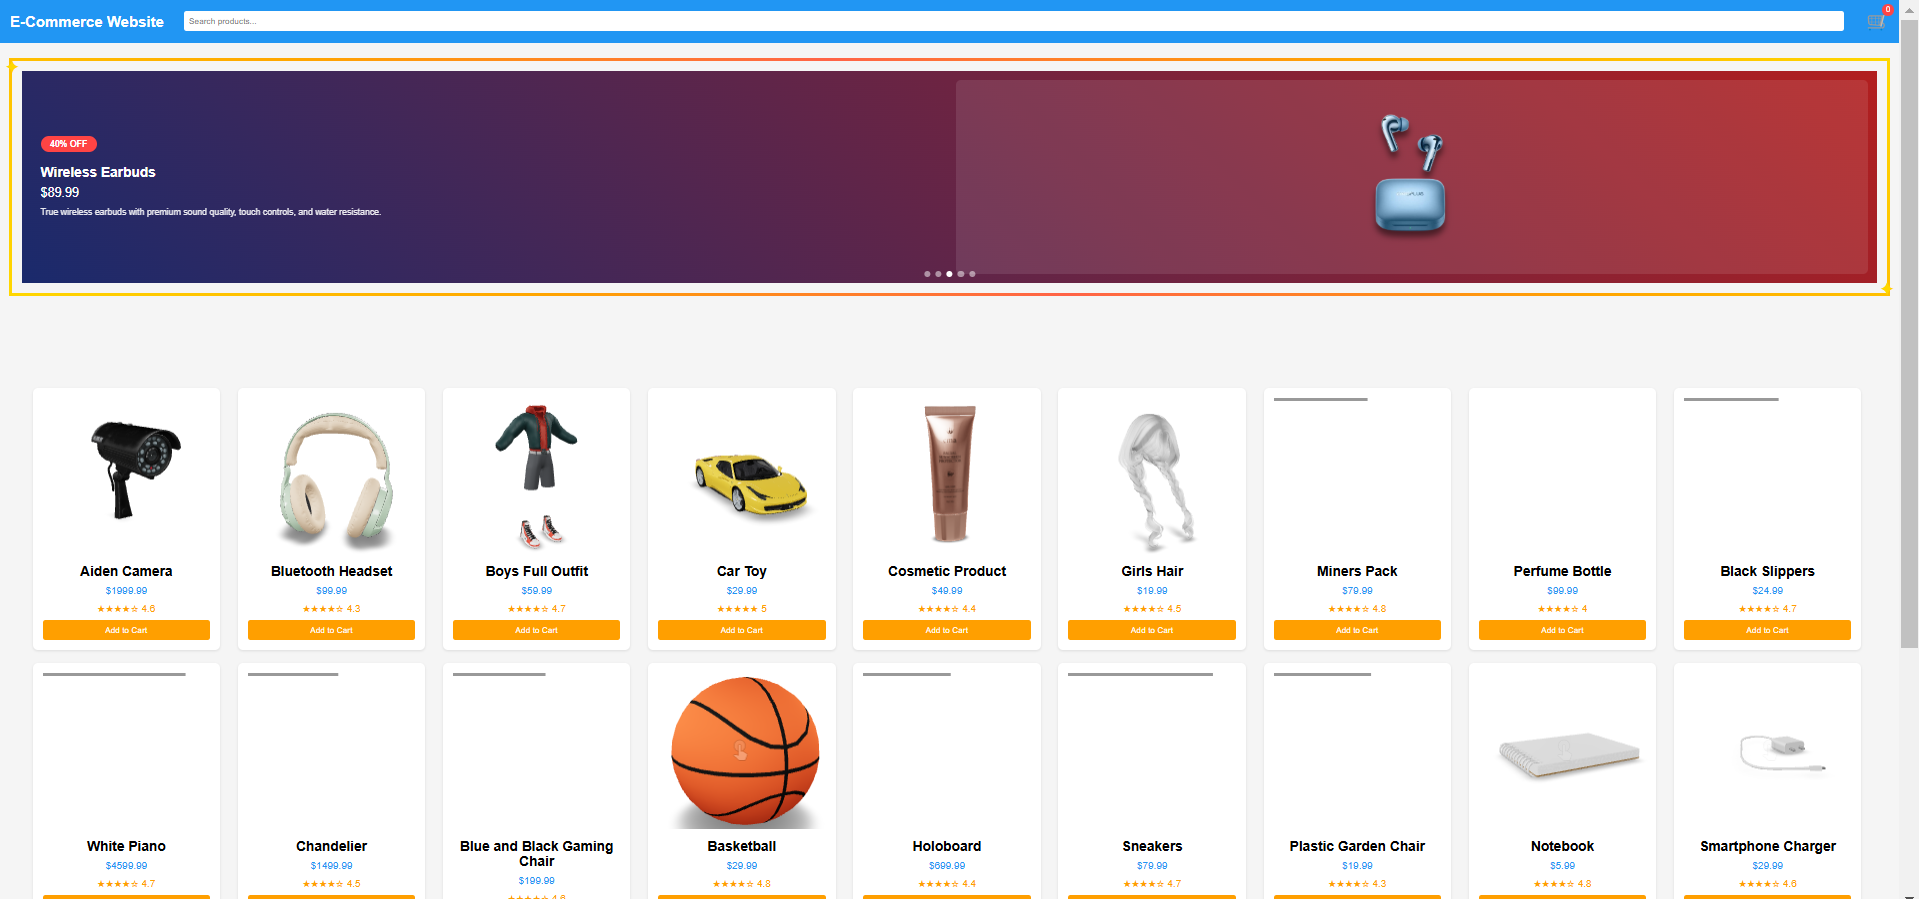 E-Commerce Website
Search products...
0
40% OFF
Wireless Earbuds
$89.99
True wireless earbuds with premium sound quality, touch controls, and water resistance.
Aiden Camera
$1999.99
★★★★☆ 4.6
Add to Cart
Bluetooth Headset
$99.99
★★★★☆ 4.3
Add to Cart
Boys Full Outfit
$59.99
★★★★☆ 4.7
Add to Cart
Car Toy
$29.99
★★★★★ 5
Add to Cart
Cosmetic Product
$49.99
★★★★☆ 4.4
Add to Cart
Girls Hair
$19.99
★★★★☆ 4.5
Add to Cart
Miners Pack
$79.99
★★★★☆ 4.8
Add to Cart
Perfume Bottle
$99.99
★★★★☆ 4
Add to Cart
Black Slippers
$24.99
★★★★☆ 4.7
Add to Cart
White Piano
$4599.99
★★★★☆ 4.7
Chandelier
$1499.99
★★★★☆ 4.5
Blue and Black Gaming
Chair
$199.99
★★★★☆ 4.6
Basketball
$29.99
★★★★☆ 4.8
Holoboard
$699.99
★★★★☆ 4.4
Sneakers
$79.99
★★★★☆ 4.7
Plastic Garden Chair
$19.99
★★★★☆ 4.3
Notebook
$5.99
★★★★☆ 4.8
Smartphone Charger
$29.99
★★★★☆ 4.6